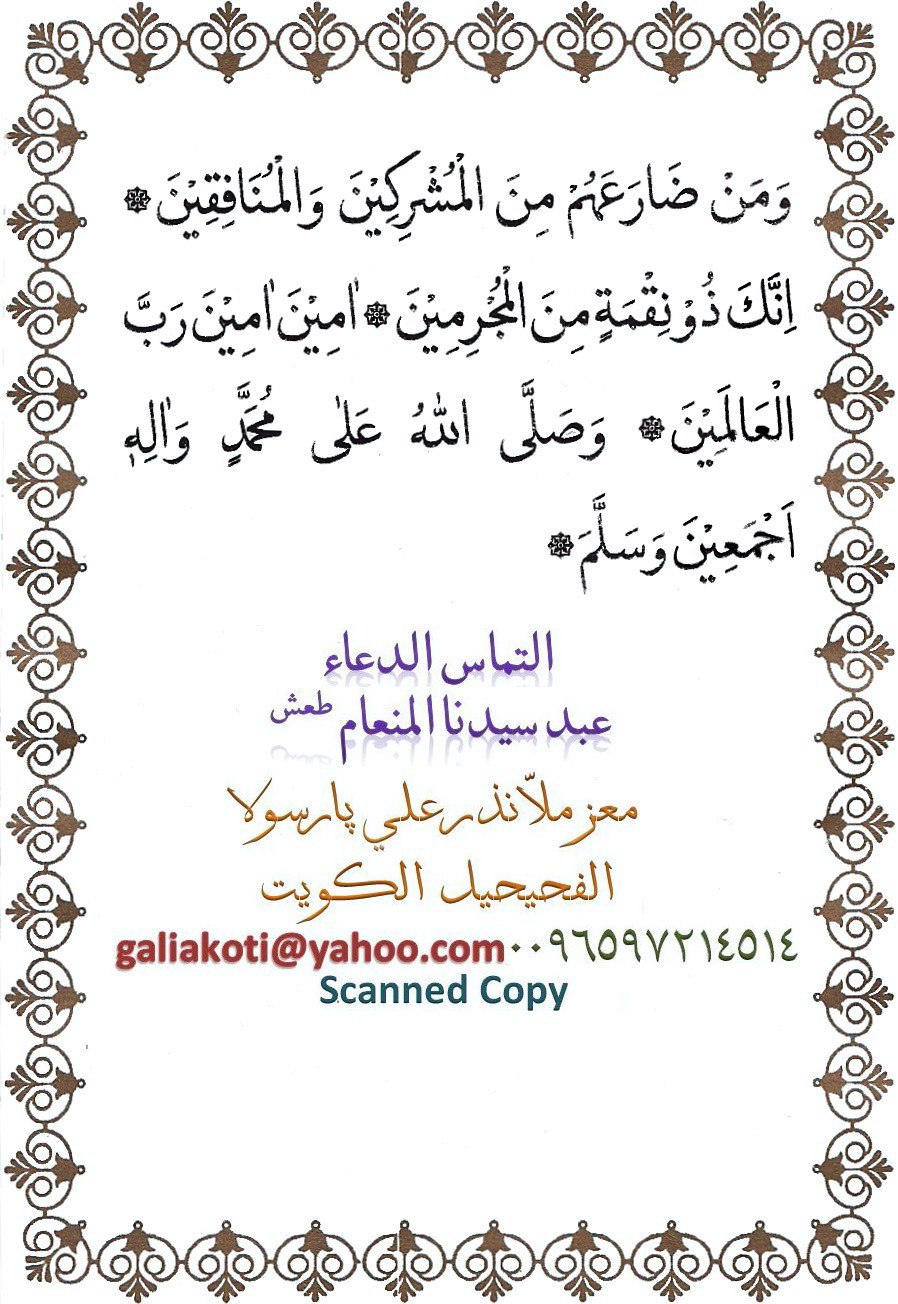 وَمَنْ ضَارَعَهُمْ مِنَ الْمُشْرِكِيْنَ وَالْمُنَافِقِيْنَ ۞
اِنَّكَ ذُوْ نِقْمَةٍ مِنَ الْمُجْرِمِيْنَ ۞ اٰمِيْنَ اٰمِيْنَ رَبَّ
الْعَالَمِيْنَ ۞ وَصَلَّى اللهُ عَلٰى مُحَمَّدٍ وَاٰلِهٖ
اَجْمَعِيْنَ وَسَلَّمَ ۞
التماس الدعاء
عبد سيدنا المنعام طعش
معز ملاّ نذر علي پارسولا
الفحيحيل الكويت
galiakoti@yahoo.com ٠٠٩٦٥٩٧٢١٤٥١٤
Scanned Copy